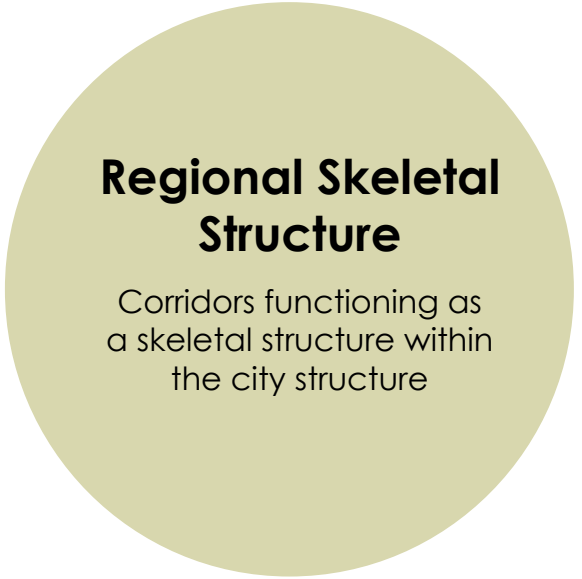 Regional Skeletal
Structure
Corridors functioning as
a skeletal structure within
the city structure